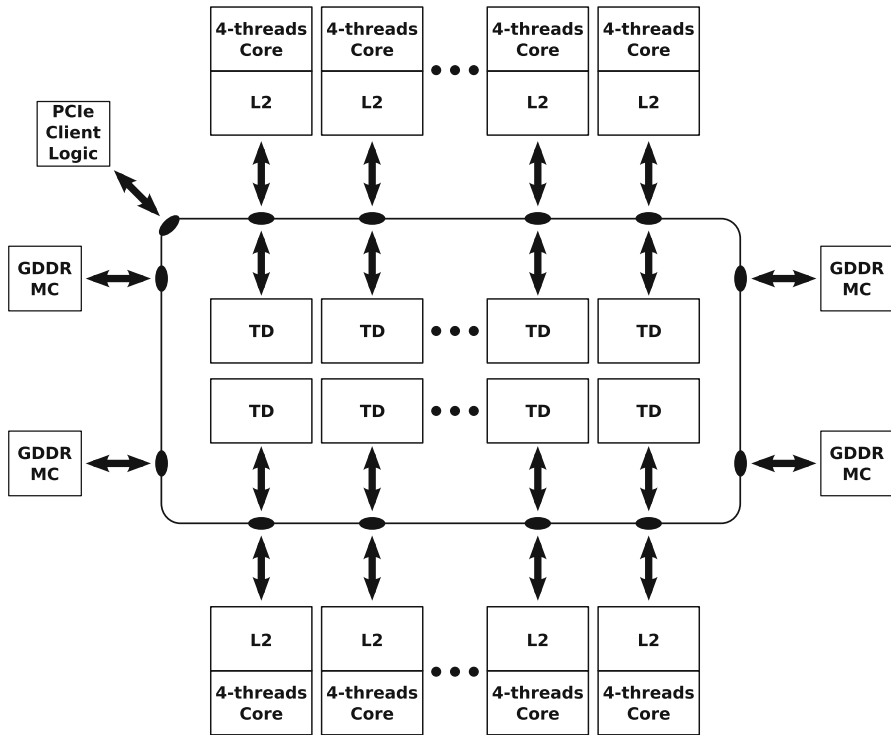 4-threads
Core
4-threads
Core
4-threads
Core
4-threads
Core
L2
L2
L2
L2
PCIe
Client
Logic
GDDR
MC
GDDR
MC
TD
TD
TD
TD
TD
TD
TD
TD
GDDR
MC
GDDR
MC
L2
L2
L2
L2
4-threads
Core
4-threads
Core
4-threads
Core
4-threads
Core